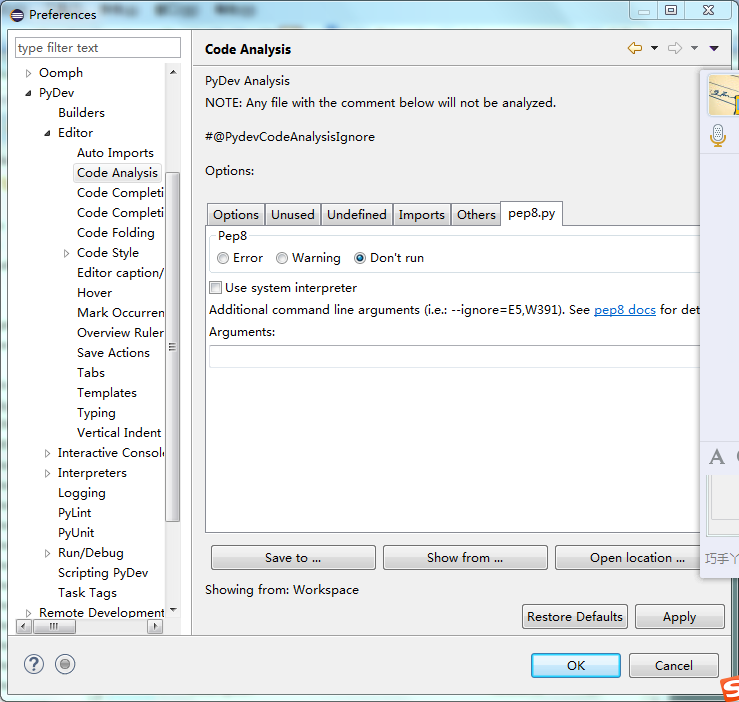 Preferences
type filter text
Oomph
PyDev
Builders
Editor
Auto Imports
Code Analysis
Code Completi
Code Completi
Code Folding
Code Style
Editor caption/
Hover
Mark Occurren
Overview Ruler
Save Actions
Tabs
Templates
Typing
Vertical Indent
Interactive Consol
Interpreters
Logging
PyLint
PyUnit
Run/Debug
Scripting PyDev
Task Tags
Remote Development
Code Analysis
PyDev Analysis
NOTE: Any file with the comment below will not be analyzed.
#@PydevCodeAnalysisIgnore
Options:
Options Unused Undefined Imports Others pep8.py
Pep8
Error Warning Don't run
Use system interpreter
Additional command line arguments (i.e.: --ignore=E5,W391). See pep8 docs for det
Arguments:
Save to ... Show from ... Open location ...
Showing from: Workspace
Restore Defaults Apply
OK Cancel
A
巧手丫